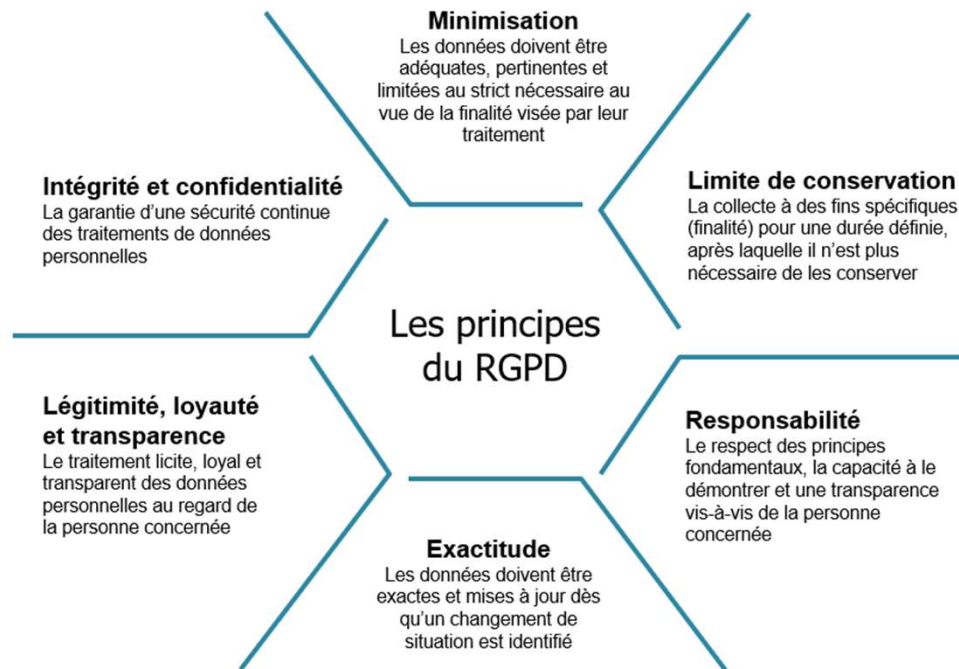 Minimisation
Les données doivent être
adéquates, pertinentes et
limitées au strict nécessaire au
vue de la finalité visée par leur
traitement
Intégrité et confidentialité
La garantie d'une sécurité continue
des traitements de données
personnelles
Limite de conservation
La collecte à des fins spécifiques
(finalité) pour une durée définie,
après laquelle il n'est plus
nécessaire de les conserver
Les principes
du RGPD
Légitimité, loyauté
et transparence
Le traitement licite, loyal et
transparent des données
personnelles au regard de
la personne concernée
Responsabilité
Le respect des principes
fondamentaux, la capacité à le
démontrer et une transparence
vis-à-vis de la personne
concernée
Exactitude
Les données doivent être
exactes et mises à jour dès
qu'un changement de
situation est identifié